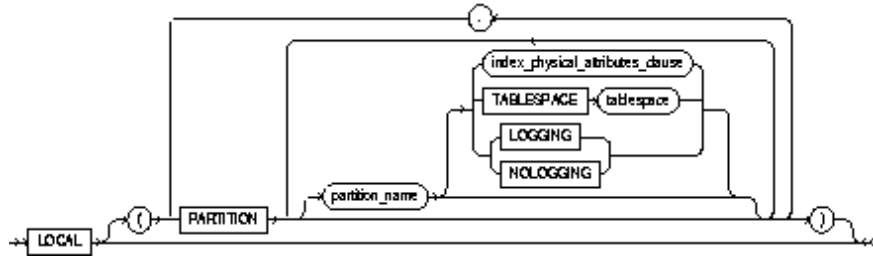 ,
index_physical_attributes_clause
TABLESPACE tablespace
LOGGING
NOLOGGING
partition_name
( PARTITION )
LOCAL